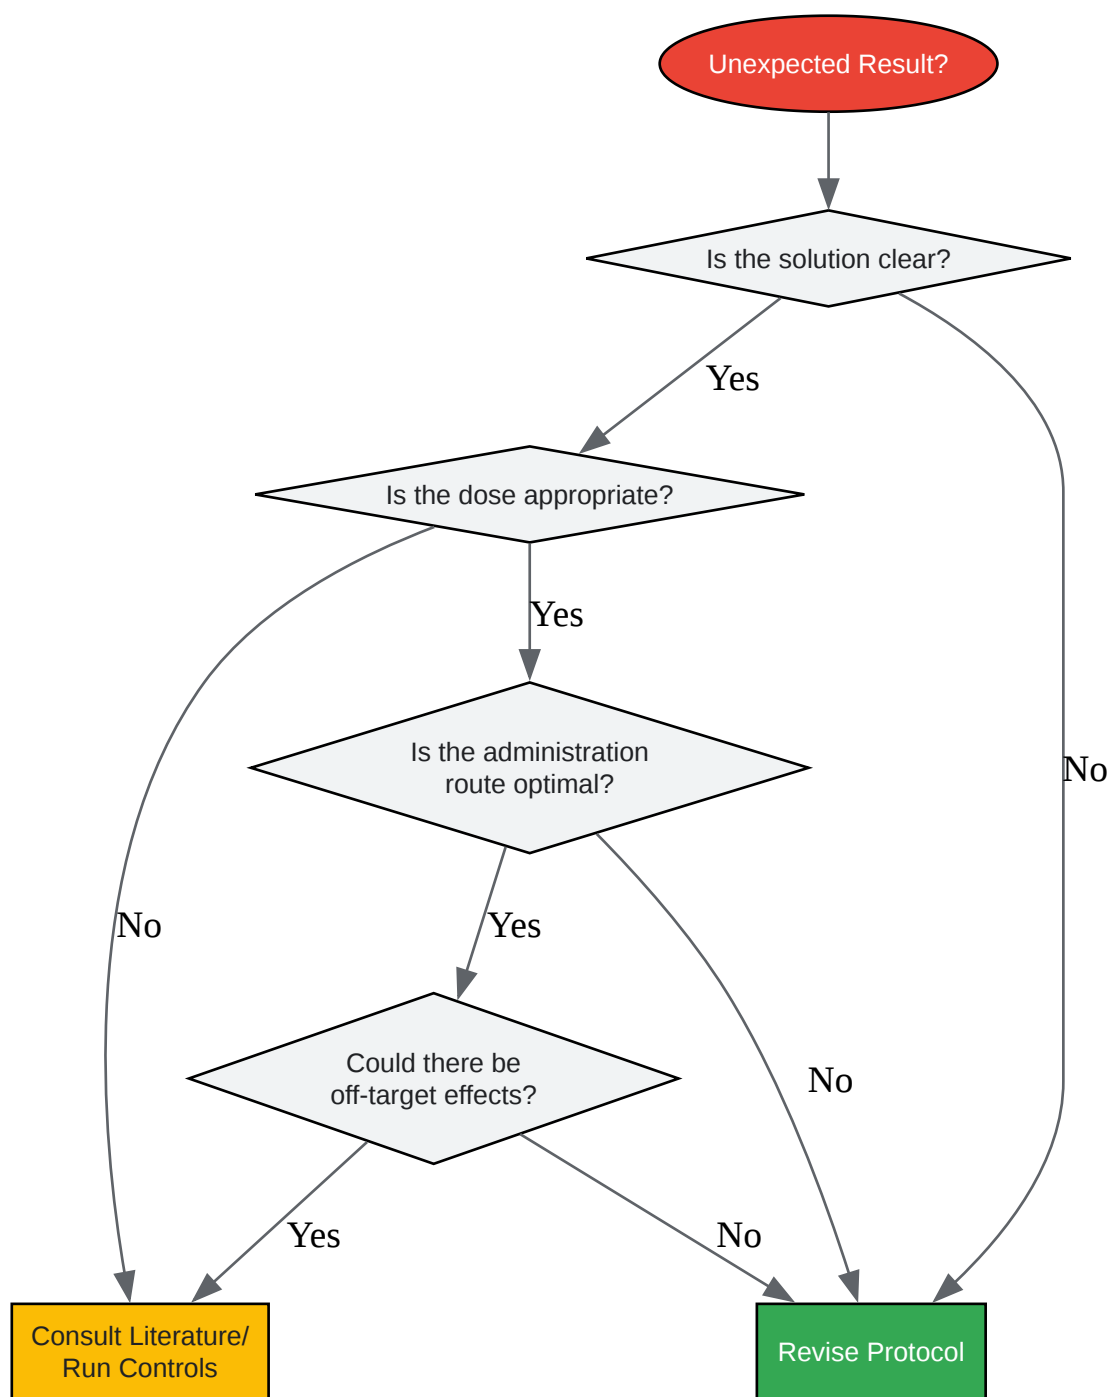 Unexpected Result?
Is the solution clear?
Yes
Is the dose appropriate?
Yes
Is the administration
route optimal?
No
No
Yes
Could there be
off-target effects?
No
Yes
No
Consult Literature/
Run Controls
Revise Protocol